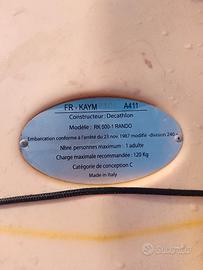 FR - KAYM A411
Constructeur : Decathlon
Modèle : RK 500-1 RANDO
Embarcation conforme à l'arrêté du 23 nov. 1987 modifié -division 240-
Nbre. personnes maximum : 1 adulte
Charge maximale recommandée : 120 Kg
Catégorie de conception C
Made in Italy
subito